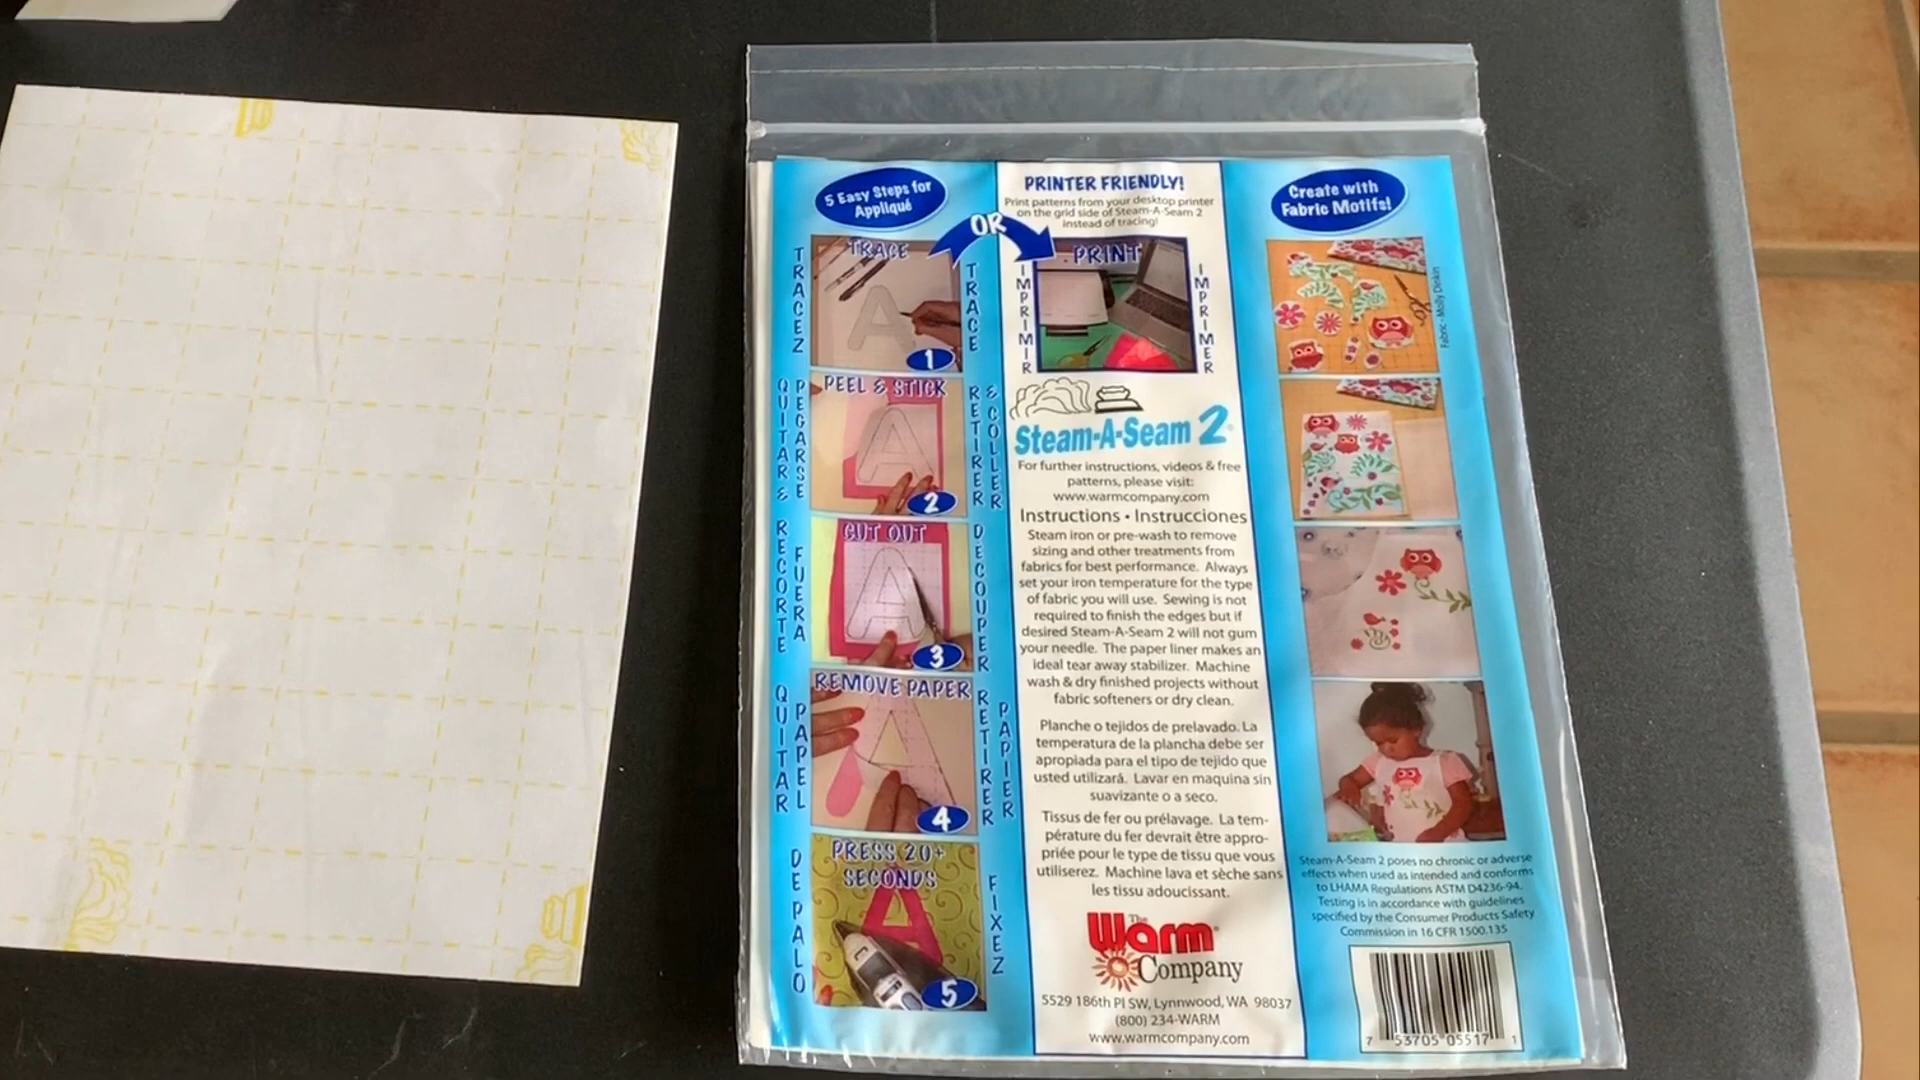 5 Easy Steps for
Appliqué
OR
TRACEZ
TRACE
TRACE
1
QUITAR &
PEGARSE
PEEL & STICK
RETIRER
& COLLER
2
RECORTE
FUERA
CUT OUT
DECOUPER
3
QUITAR
PAPEL
REMOVE PAPER
RETIRER
PAPIER
4
DEPALO
PRESS 20+
SECONDS
FIXEZ
5
PRINTER FRIENDLY!
Print patterns from your desktop printer
on the grid side of Steam-A-Seam 2
instead of tracing!
IMPRIMIR
PRINT
IMPRIMER
Steam-A-Seam 2®
For further instructions, videos & free
patterns, please visit:
www.warmcompany.com
Instructions • Instrucciones
Steam iron or pre-wash to remove
sizing and other treatments from
fabrics for best performance. Always
set your iron temperature for the type
of fabric you will use. Sewing is not
required to finish the edges but if
desired Steam-A-Seam 2 will not gum
your needle. The paper liner makes an
ideal tear away stabilizer. Machine
wash & dry finished projects without
fabric softeners or dry clean.
Planche o tejidos de prelavado. La
temperatura de la plancha debe ser
apropiada para el tipo de tejido que
usted utilizará. Lavar en maquina sin
suavizante o a seco.
Tissus de fer ou prélavage. La tem-
pérature du fer devrait être appro-
priée pour le type de tissu que vous
utiliserez. Machine lava et sèche sans
les tissu adoucissant.
The
Warm®
Company
5529 186th Pl SW, Lynnwood, WA 98037
(800) 234-WARM
www.warmcompany.com
Create with
Fabric Motifs!
Fabric - Molly Dinkin
Steam-A-Seam 2 poses no chronic or adverse
effects when used as intended and conforms
to LHAMA Regulations ASTM D4236-94.
Testing is in accordance with guidelines
specified by the Consumer Products Safety
Commission in 16 CFR 1500.135
7 53705 05517 1